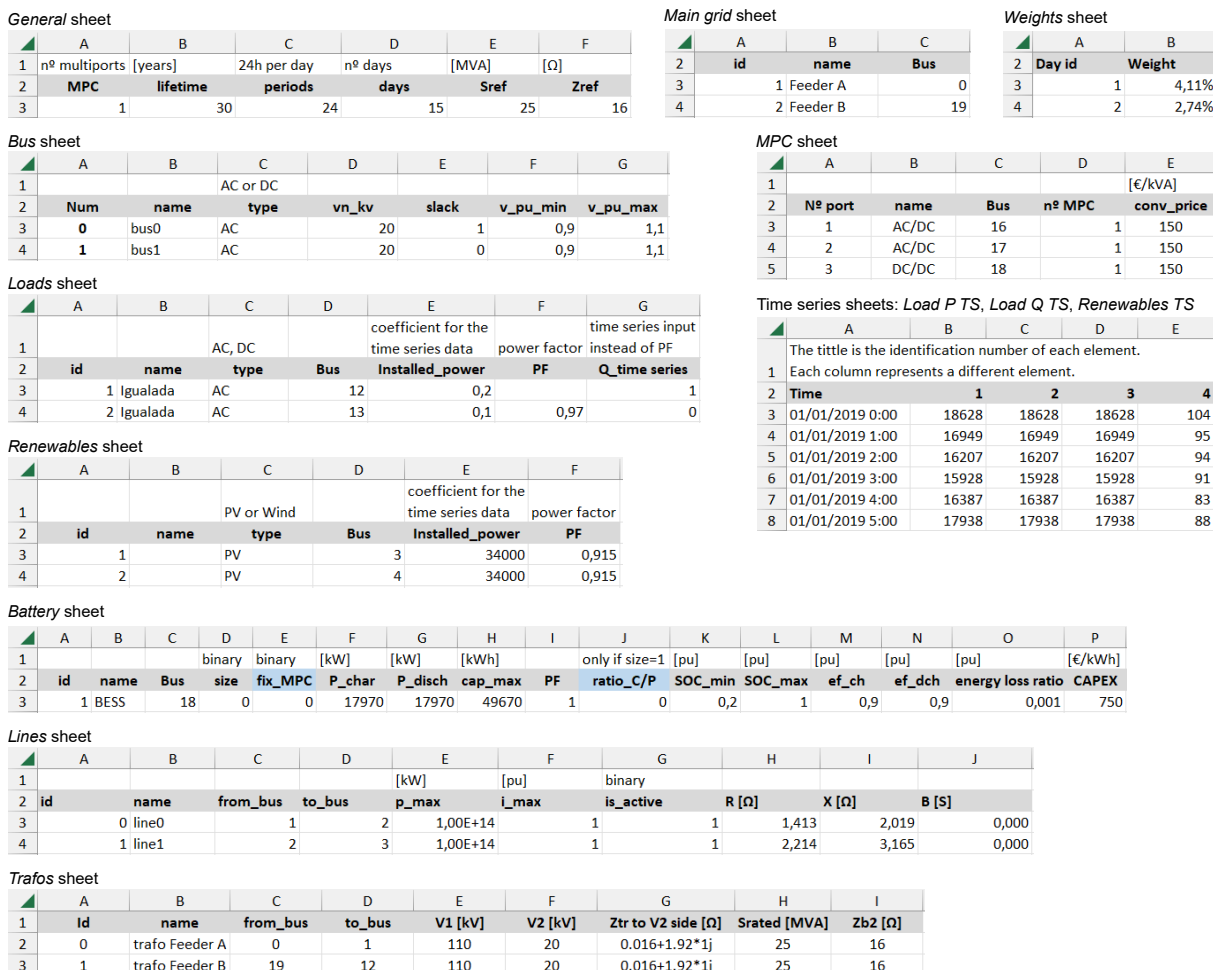 General sheet
A B C D E F
1 nº multiports [years] 24h per day nº days [MVA] [Ω]
2 MPC lifetime periods days Sref Zref
3 1 30 24 15 25 16
Main grid sheet
A B C
2 id name Bus
3 1 Feeder A 0
4 2 Feeder B 19
Weights sheet
A B
2 Day id Weight
3 1 4,11%
4 2 2,74%
Bus sheet
A B C D E F G
1 AC or DC
2 Num name type vn_kv slack v_pu_min v_pu_max
3 0 bus0 AC 20 1 0,9 1,1
4 1 bus1 AC 20 0 0,9 1,1
MPC sheet
A B C D E
1 [€/kVA]
2 Nº port name Bus nº MPC conv_price
3 1 AC/DC 16 1 150
4 2 AC/DC 17 1 150
5 3 DC/DC 18 1 150
Loads sheet
A B C D E F G
coefficient for the time series input
1 AC, DC time series data power factor instead of PF
2 id name type Bus Installed_power PF Q_time series
3 1 Igualada AC 12 0,2 1
4 2 Igualada AC 13 0,1 0,97 0
Time series sheets: Load P TS, Load Q TS, Renewables TS
A B C D E
The tittle is the identification number of each element.
1 Each column represents a different element.
2 Time 1 2 3 4
3 01/01/2019 0:00 18628 18628 18628 104
4 01/01/2019 1:00 16949 16949 16949 95
5 01/01/2019 2:00 16207 16207 16207 94
6 01/01/2019 3:00 15928 15928 15928 91
7 01/01/2019 4:00 16387 16387 16387 83
8 01/01/2019 5:00 17938 17938 17938 88
Renewables sheet
A B C D E F
coefficient for the
1 PV or Wind time series data power factor
2 id name type Bus Installed_power PF
3 1 PV 3 34000 0,915
4 2 PV 4 34000 0,915
Battery sheet
A B C D E F G H I J K L M N O P
1 binary binary [kW] [kW] [kWh] only if size=1 [pu] [pu] [pu] [pu] [pu] [€/kWh]
2 id name Bus size fix_MPC P_char P_disch cap_max PF ratio_C/P SOC_min SOC_max ef_ch ef_dch energy loss ratio CAPEX
3 1 BESS 18 0 0 17970 17970 49670 1 0 0,2 1 0,9 0,9 0,001 750
Lines sheet
A B C D E F G H I J
1 [kW] [pu] binary
2 id name from_bus to_bus p_max i_max is_active R [Ω] X [Ω] B [S]
3 0 line0 1 2 1,00E+14 1 1 1,413 2,019 0,000
4 1 line1 2 3 1,00E+14 1 1 2,214 3,165 0,000
Trafos sheet
A B C D E F G H I
1 Id name from_bus to_bus V1 [kV] V2 [kV] Ztr to V2 side [Ω] Srated [MVA] Zb2 [Ω]
2 0 trafo Feeder A 0 1 110 20 0.016+1.92*1j 25 16
3 1 trafo Feeder B 19 12 110 20 0.016+1.92*1j 25 16